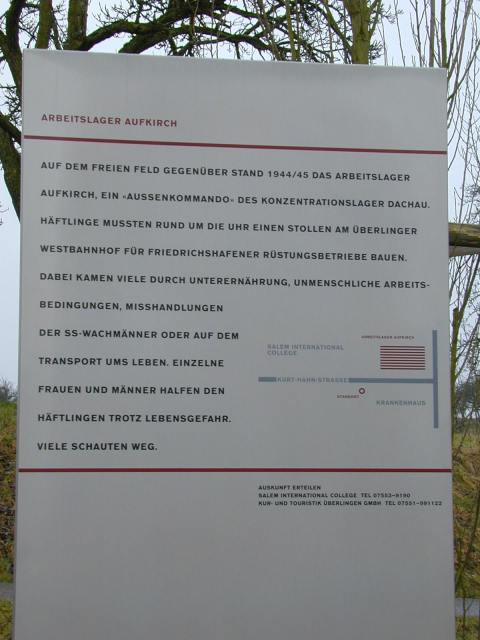 ARBEITSLAGER AUFKIRCH
AUF DEM FREIEN FELD GEGENÜBER STAND 1944/45 DAS ARBEITSLAGER
AUFKIRCH, EIN «AUSSENKOMMANDO» DES KONZENTRATIONSLAGER DACHAU.
HÄFTLINGE MUSSTEN RUND UM DIE UHR EINEN STOLLEN AM ÜBERLINGER
WESTBAHNHOF FÜR FRIEDRICHSHAFENER RÜSTUNGSBETRIEBE BAUEN.
DABEI KAMEN VIELE DURCH UNTERERNÄHRUNG, UNMENSCHLICHE ARBEITS-
BEDINGUNGEN, MISSHANDLUNGEN
DER SS-WACHMÄNNER ODER AUF DEM
TRANSPORT UMS LEBEN. EINZELNE
FRAUEN UND MÄNNER HALFEN DEN
HÄFTLINGEN TROTZ LEBENSGEFAHR.
VIELE SCHAUTEN WEG.
ARBEITSLAGER AUFKIRCH
SALEM INTERNATIONAL
COLLEGE
KURT-HAHN-STRASSE
STANDORT
KRANKENHAUS
AUSKUNFT ERTEILEN
SALEM INTERNATIONAL COLLEGE TEL 07553-9190
KUR- UND TOURISTIK ÜBERLINGEN GMBH TEL 07551-991122